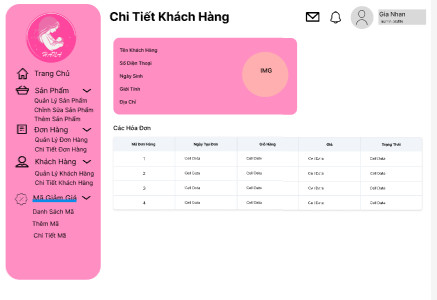 Chi Tiết Khách Hàng
Gia Nhan
HANA
Trang Chủ
Sản Phẩm
Quản Lý Sản Phẩm
Chỉnh Sửa Sản Phẩm
Thêm Sản Phẩm
Đơn Hàng
Quản Lý Đơn Hàng
Chi Tiết Đơn Hàng
Khách Hàng
Quản Lý Khách Hàng
Chi Tiết Khách Hàng
Mã Giảm Giá
Danh Sách Mã
Thêm Mã
Chi Tiết Mã
Tên Khách Hàng
Số Điện Thoại
Ngày Sinh
Giới Tính
Địa Chỉ
IMG
Các Hóa Đơn
Mã Đơn Hàng Ngày Tạo Đơn Giỏ Hàng Giá Trạng Thái
1 Cell Data Cell Data Cell Data Cell Data
2 Cell Data Cell Data Cell Data Cell Data
3 Cell Data Cell Data Cell Data Cell Data
4 Cell Data Cell Data Cell Data Cell Data